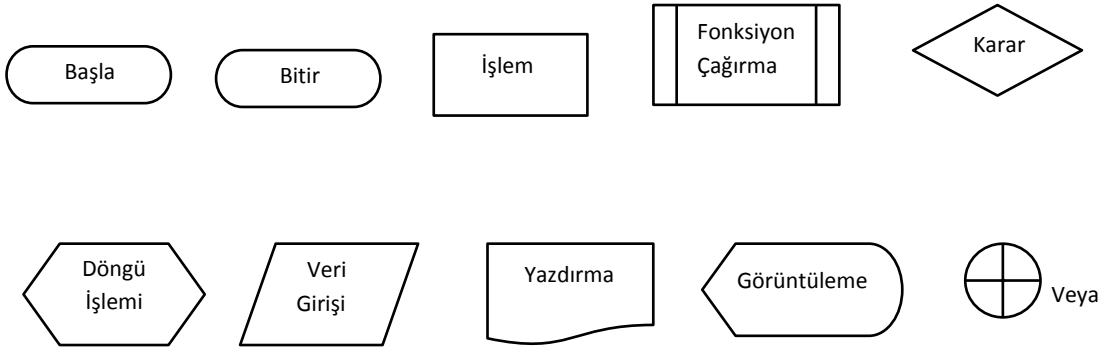 Başla
Bitir
İşlem
Fonksiyon
Çağırma
Karar
Döngü
İşlemi
Veri
Girişi
Yazdırma
Görüntüleme
Veya